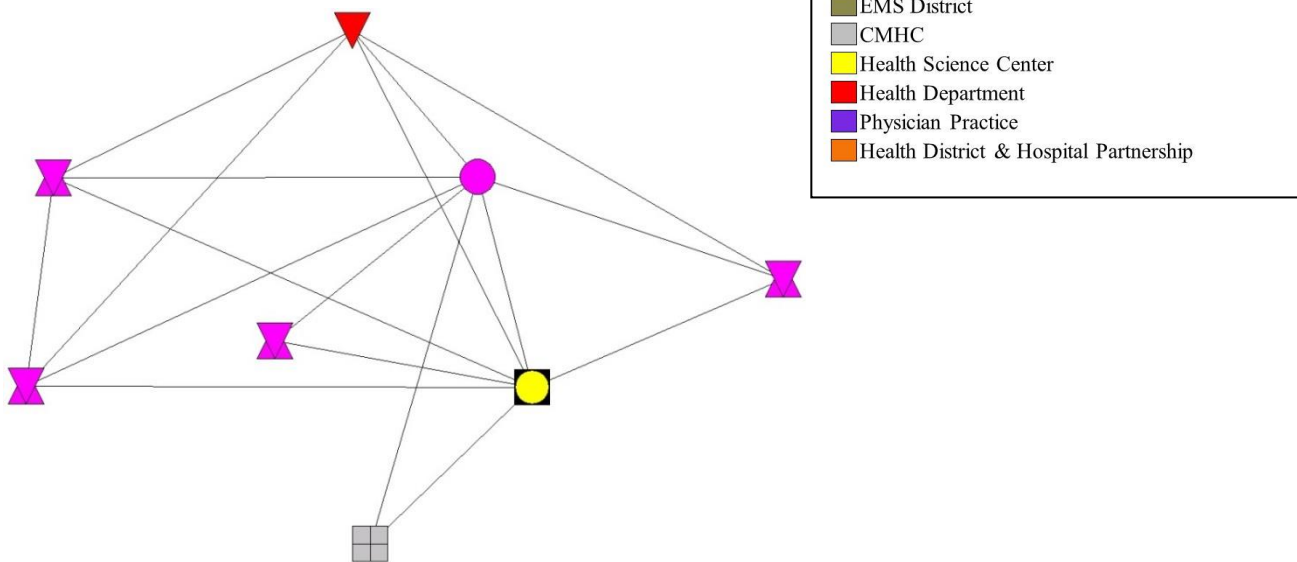 EMS District
CMHC
Health Science Center
Health Department
Physician Practice
Health District & Hospital Partnership